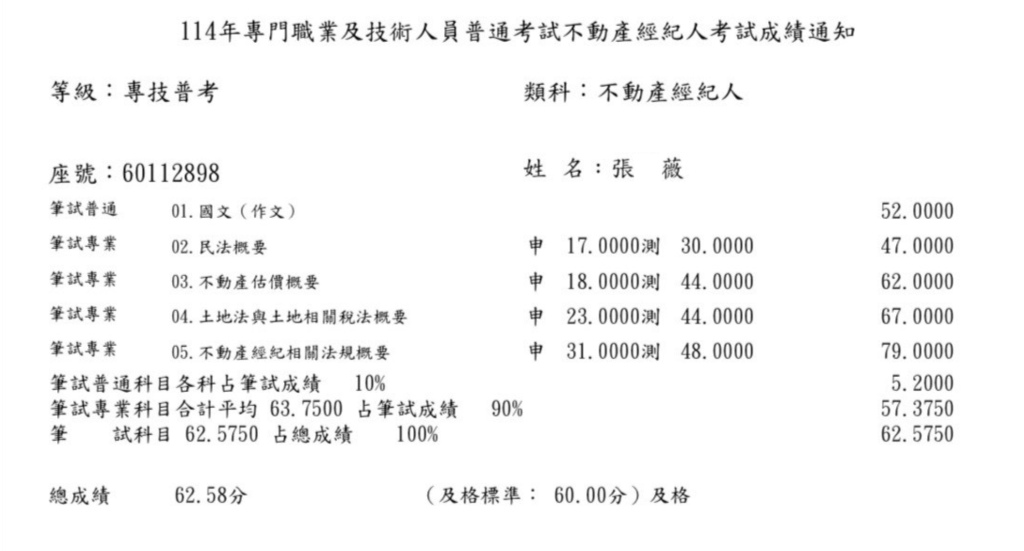 114年專門職業及技術人員普通考試不動產經紀人考試成績通知
等級：專技普考 類科：不動產經紀人
座號：60112898 姓 名：張 薇
筆試普通 01.國文（作文） 52.0000
筆試專業 02.民法概要 申 17.0000測 30.0000 47.0000
筆試專業 03.不動產估價概要 申 18.0000測 44.0000 62.0000
筆試專業 04.土地法與土地相關稅法概要 申 23.0000測 44.0000 67.0000
筆試專業 05.不動產經紀相關法規概要 申 31.0000測 48.0000 79.0000
筆試普通科目各科占筆試成績 10% 5.2000
筆試專業科目合計平均 63.7500 占筆試成績 90% 57.3750
筆 試科目 62.5750 占總成績 100% 62.5750
總成績 62.58分 （及格標準： 60.00分）及格